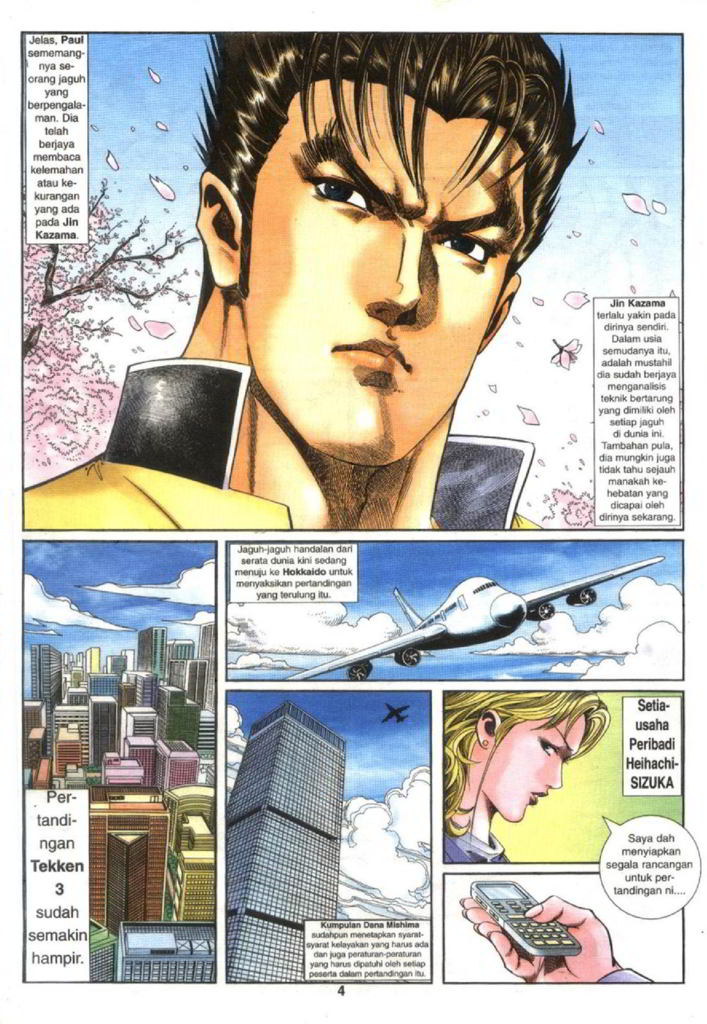 Jelas, Paul
sememang-
nya se-
orang jaguh
yang
berpengala-
man. Dia
telah
berjaya
membaca
kelemahan
atau ke-
kurangan
yang ada
pada Jin
Kazama.
Jin Kazama
terlalu yakin pada
dirinya sendiri.
Dalam usia
semudanya itu,
adalah mustahil
dia sudah berjaya
menganalisis
teknik bertarung
yang dimiliki oleh
setiap jaguh
di dunia ini.
Tambahan pula,
dia mungkin juga
tidak tahu sejauh
manakah ke-
hebatan yang
dicapai oleh
dirinya sekarang.
Jaguh-jaguh handalan dari
serata dunia kini sedang
menuju ke Hokkaido untuk
menyaksikan pertandingan
yang terulung itu.
Per-
tandi-
ngan
Tekken
3
sudah
semakin
hampir.
Kumpulan Dana Mishima
sudahpun menetapkan syarat-
syarat kelayakan yang harus ada
dan juga peraturan-peraturan
yang harus dipatuhi oleh setiap
peserta dalam pertandingan itu.
Setia-
usaha
Peribadi
Heihachi-
SIZUKA
Saya dah
menyiapkan
segala rancangan
untuk per-
tandingan ni....
4